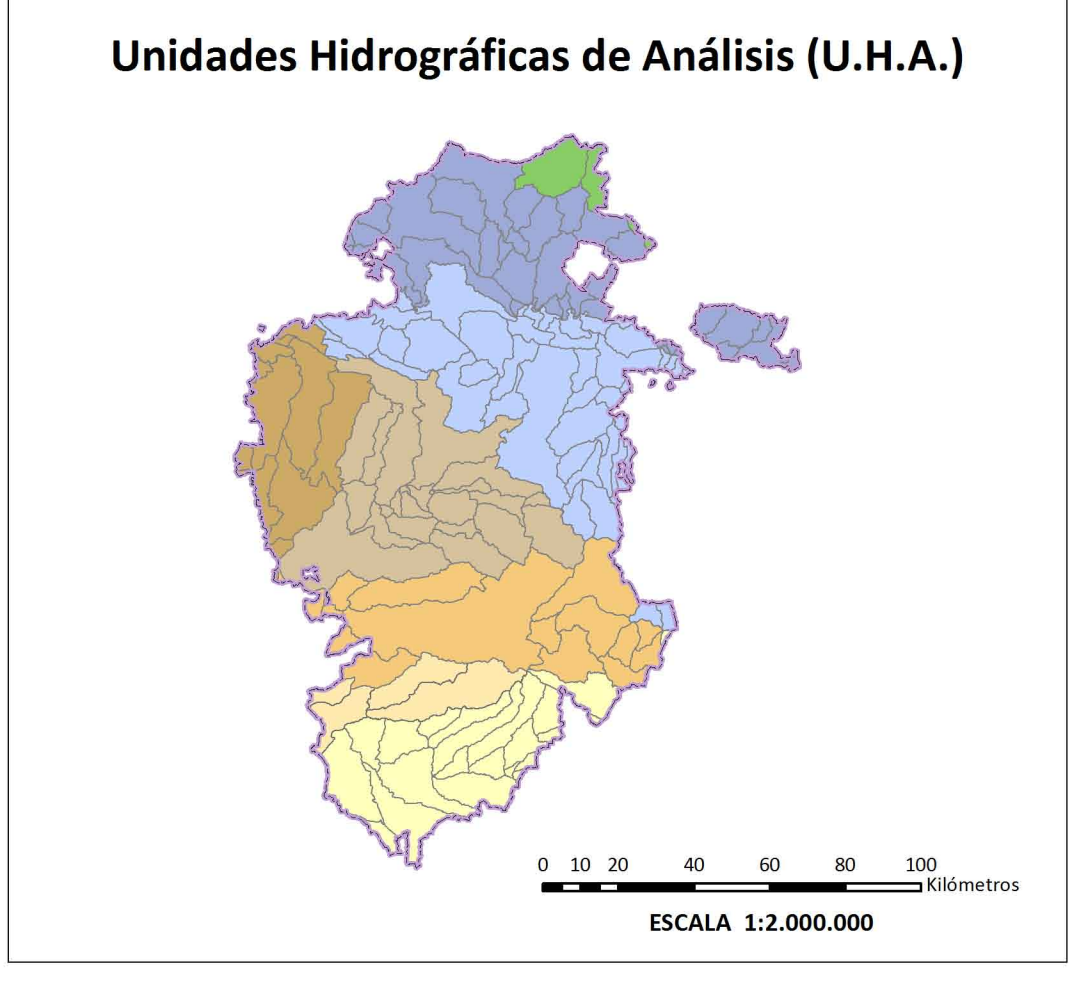 Unidades Hidrográficas de Análisis (U.H.A.)
0 10 20 40 60 80 100
Kilómetros
ESCALA 1:2.000.000